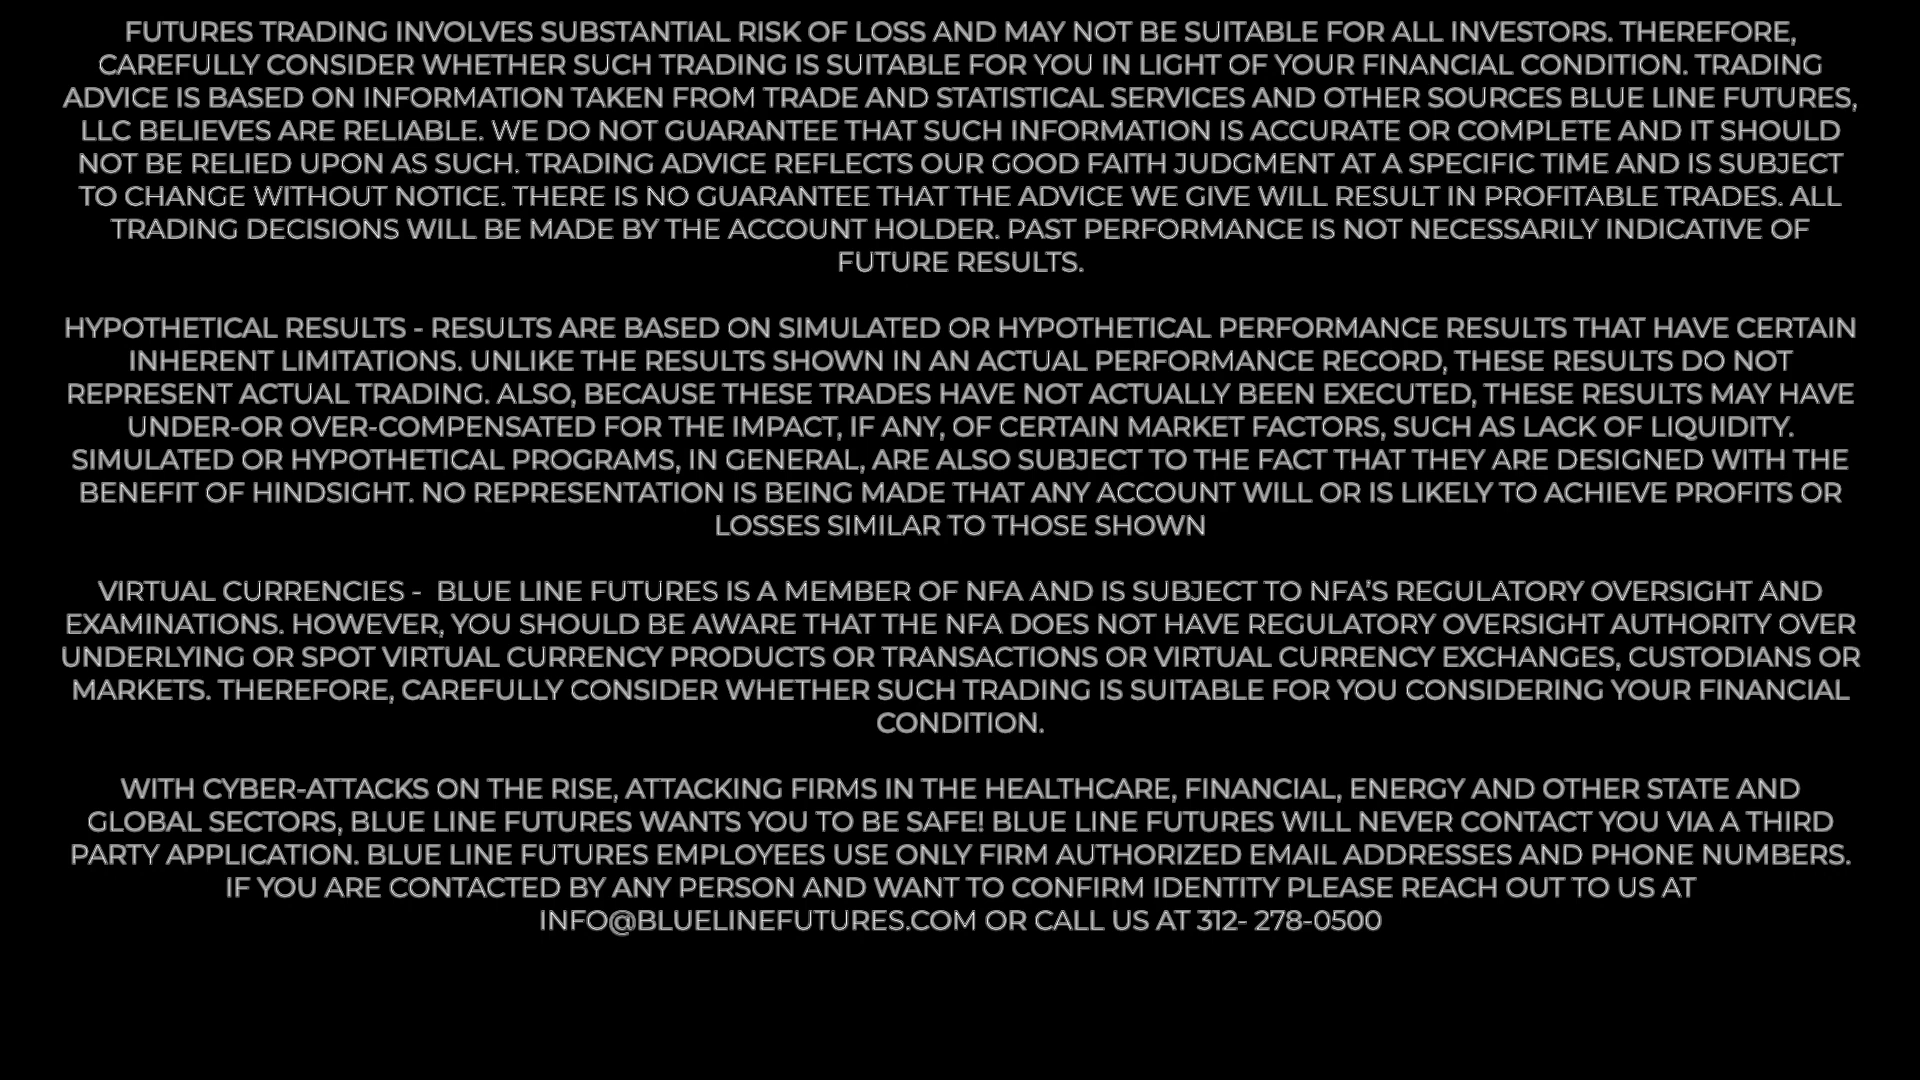 FUTURES TRADING INVOLVES SUBSTANTIAL RISK OF LOSS AND MAY NOT BE SUITABLE FOR ALL INVESTORS. THEREFORE,
CAREFULLY CONSIDER WHETHER SUCH TRADING IS SUITABLE FOR YOU IN LIGHT OF YOUR FINANCIAL CONDITION. TRADING
ADVICE IS BASED ON INFORMATION TAKEN FROM TRADE AND STATISTICAL SERVICES AND OTHER SOURCES BLUE LINE FUTURES,
LLC BELIEVES ARE RELIABLE. WE DO NOT GUARANTEE THAT SUCH INFORMATION IS ACCURATE OR COMPLETE AND IT SHOULD
NOT BE RELIED UPON AS SUCH. TRADING ADVICE REFLECTS OUR GOOD FAITH JUDGMENT AT A SPECIFIC TIME AND IS SUBJECT
TO CHANGE WITHOUT NOTICE. THERE IS NO GUARANTEE THAT THE ADVICE WE GIVE WILL RESULT IN PROFITABLE TRADES. ALL
TRADING DECISIONS WILL BE MADE BY THE ACCOUNT HOLDER. PAST PERFORMANCE IS NOT NECESSARILY INDICATIVE OF
FUTURE RESULTS.
HYPOTHETICAL RESULTS - RESULTS ARE BASED ON SIMULATED OR HYPOTHETICAL PERFORMANCE RESULTS THAT HAVE CERTAIN
INHERENT LIMITATIONS. UNLIKE THE RESULTS SHOWN IN AN ACTUAL PERFORMANCE RECORD, THESE RESULTS DO NOT
REPRESENT ACTUAL TRADING. ALSO, BECAUSE THESE TRADES HAVE NOT ACTUALLY BEEN EXECUTED, THESE RESULTS MAY HAVE
UNDER-OR OVER-COMPENSATED FOR THE IMPACT, IF ANY, OF CERTAIN MARKET FACTORS, SUCH AS LACK OF LIQUIDITY.
SIMULATED OR HYPOTHETICAL PROGRAMS, IN GENERAL, ARE ALSO SUBJECT TO THE FACT THAT THEY ARE DESIGNED WITH THE
BENEFIT OF HINDSIGHT. NO REPRESENTATION IS BEING MADE THAT ANY ACCOUNT WILL OR IS LIKELY TO ACHIEVE PROFITS OR
LOSSES SIMILAR TO THOSE SHOWN
VIRTUAL CURRENCIES -  BLUE LINE FUTURES IS A MEMBER OF NFA AND IS SUBJECT TO NFA’S REGULATORY OVERSIGHT AND
EXAMINATIONS. HOWEVER, YOU SHOULD BE AWARE THAT THE NFA DOES NOT HAVE REGULATORY OVERSIGHT AUTHORITY OVER
UNDERLYING OR SPOT VIRTUAL CURRENCY PRODUCTS OR TRANSACTIONS OR VIRTUAL CURRENCY EXCHANGES, CUSTODIANS OR
MARKETS. THEREFORE, CAREFULLY CONSIDER WHETHER SUCH TRADING IS SUITABLE FOR YOU CONSIDERING YOUR FINANCIAL
CONDITION.
WITH CYBER-ATTACKS ON THE RISE, ATTACKING FIRMS IN THE HEALTHCARE, FINANCIAL, ENERGY AND OTHER STATE AND
GLOBAL SECTORS, BLUE LINE FUTURES WANTS YOU TO BE SAFE! BLUE LINE FUTURES WILL NEVER CONTACT YOU VIA A THIRD
PARTY APPLICATION. BLUE LINE FUTURES EMPLOYEES USE ONLY FIRM AUTHORIZED EMAIL ADDRESSES AND PHONE NUMBERS.
IF YOU ARE CONTACTED BY ANY PERSON AND WANT TO CONFIRM IDENTITY PLEASE REACH OUT TO US AT
INFO@BLUELINEFUTURES.COM OR CALL US AT 312- 278-0500